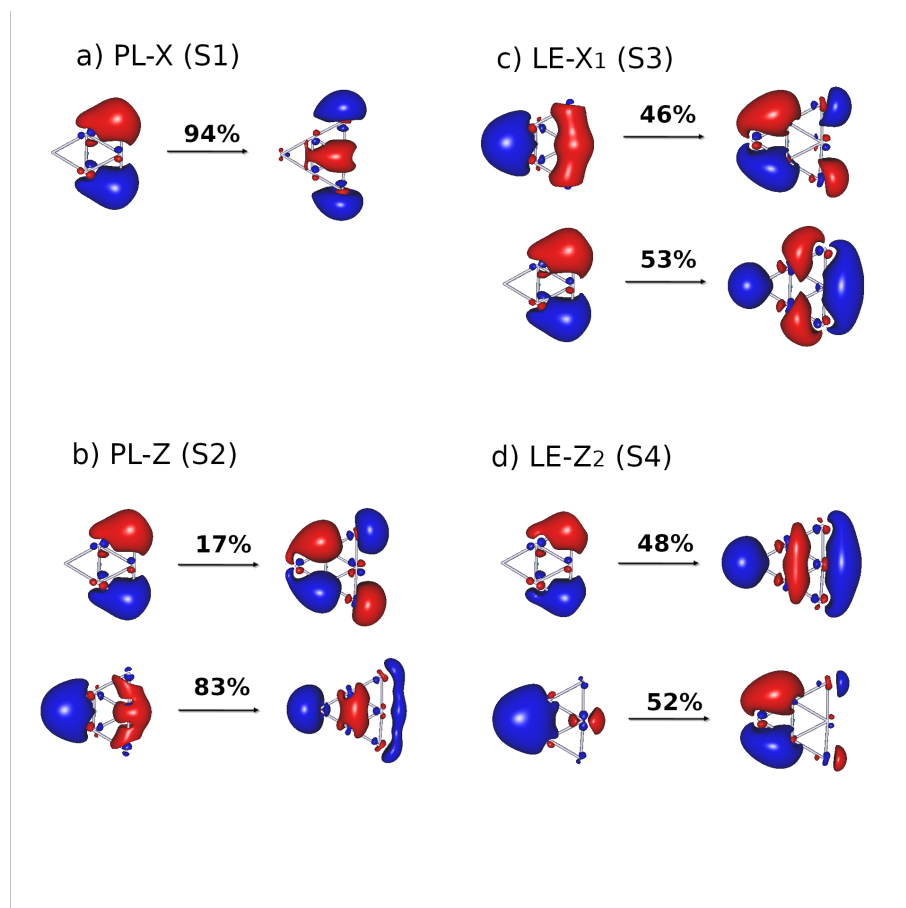 a) PL-X (S1)
94%
b) PL-Z (S2)
17%
83%
c) LE-X1 (S3)
46%
53%
d) LE-Z2 (S4)
48%
52%